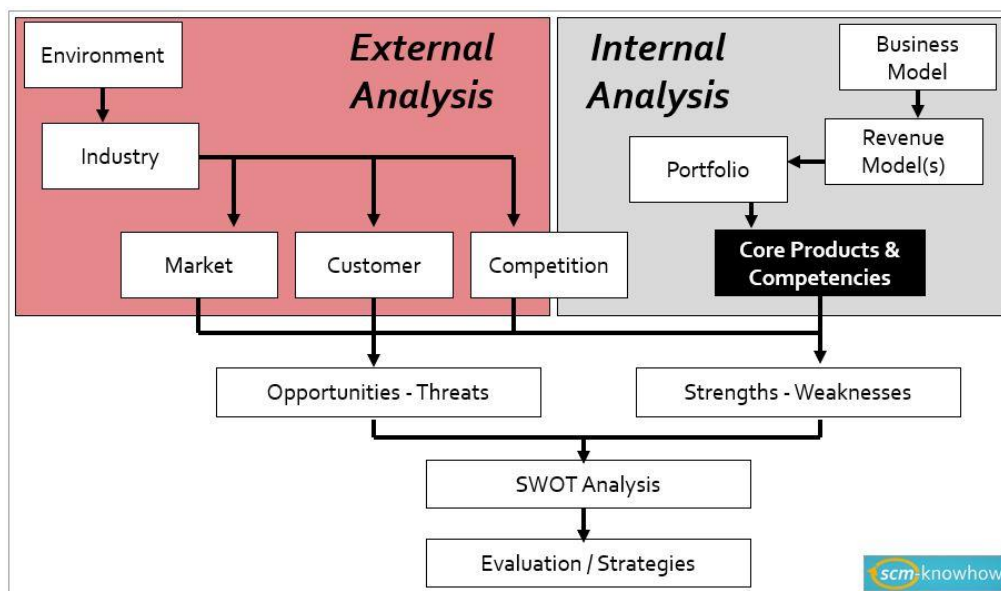 External
Analysis
Internal
Analysis
Environment
Business
Model
Industry
Revenue
Model(s)
Portfolio
Market
Customer
Competition
Core Products &
Competencies
Opportunities - Threats
Strengths - Weaknesses
SWOT Analysis
Evaluation / Strategies
scm-knowhow